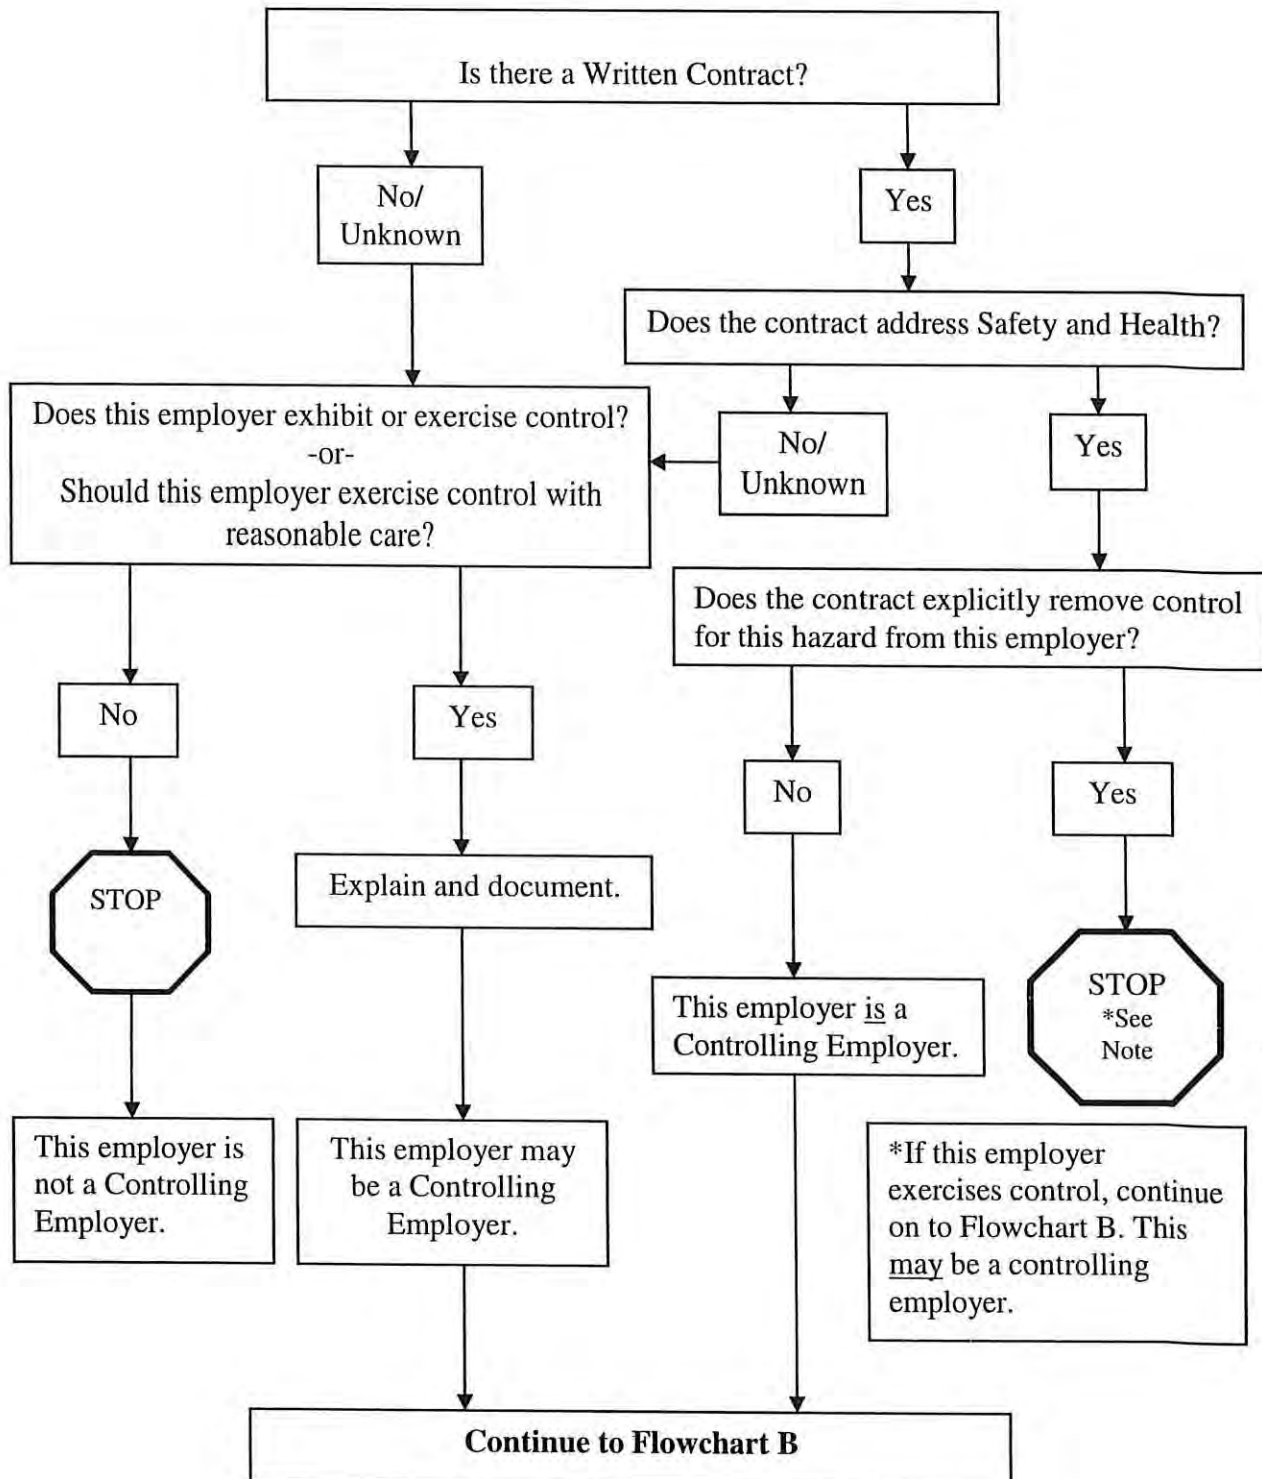 Is there a Written Contract?
No/
Unknown
Yes
Does the contract address Safety and Health?
Does this employer exhibit or exercise control?
-or-
Should this employer exercise control with
reasonable care?
No/
Unknown
Yes
Does the contract explicitly remove control
for this hazard from this employer?
No
Yes
No
Yes
STOP
Explain and document.
This employer is a
Controlling Employer.
STOP
*See
Note
This employer is
not a Controlling
Employer.
This employer may
be a Controlling
Employer.
*If this employer
exercises control, continue
on to Flowchart B. This
may be a controlling
employer.
Continue to Flowchart B